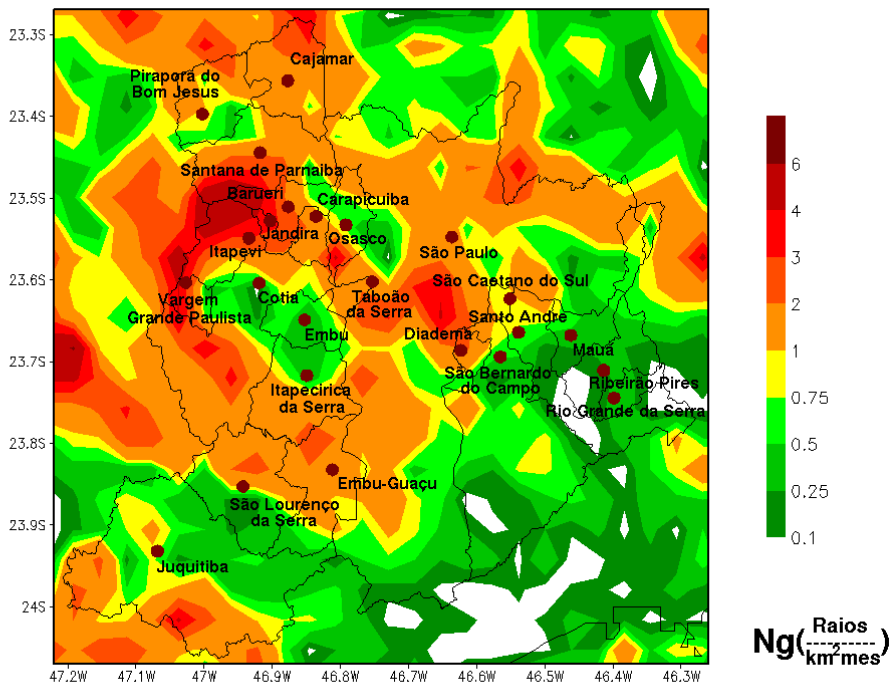 23.3S
23.4S
23.5S
23.6S
23.7S
23.8S
23.9S
24S
47.2W
47.1W
47W
46.9W
46.8W
46.7W
46.6W
46.5W
46.4W
46.3W
Cajamar
Pirapora do
Bom Jesus
Santana de Parnaiba
Barueri
Carapicuiba
Jandira
Osasco
Itapevi
São Paulo
São Caetano do Sul
Vargem
Grande Paulista
Cotia
Taboão
da Serra
Santo Andre
Embu
Diadema
Mauá
São Bernardo
do Campo
Ribeirão Pires
Itapecirica
da Serra
Rio Grande da Serra
Embu-Guaçu
São Lourenço
da Serra
Juquitiba
6
4
3
2
1
0.75
0.5
0.25
0.1
Ng(Raios
---------
km²mes)